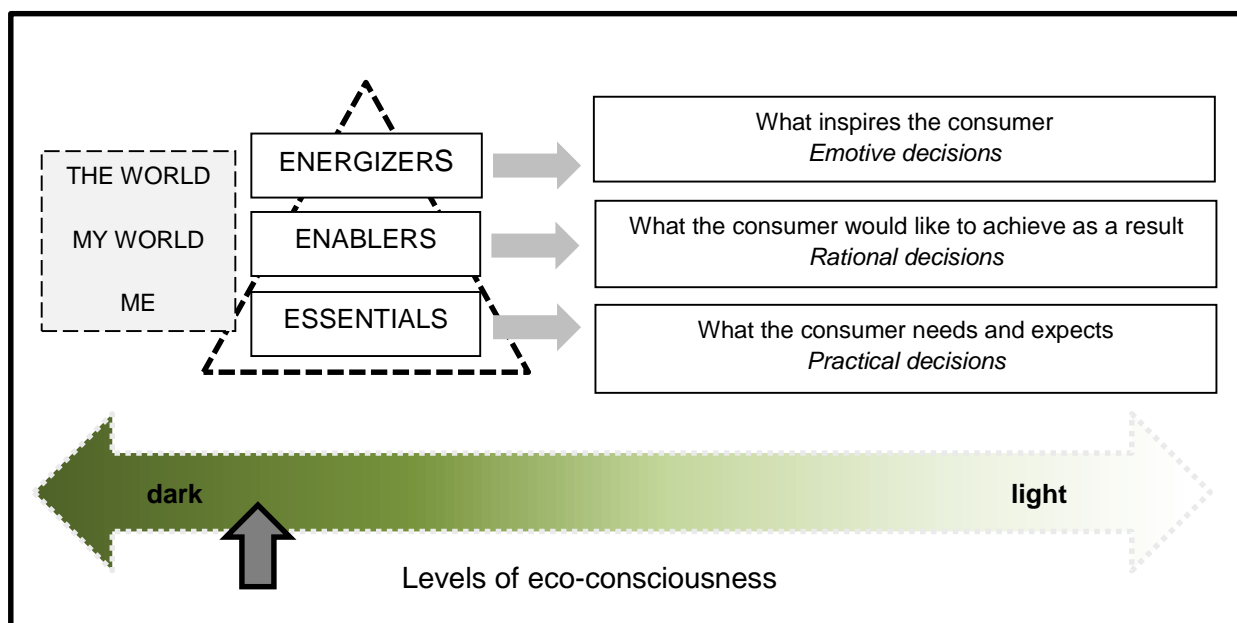 THE WORLD
MY WORLD
ME
ENERGIZERS
ENABLERS
ESSENTIALS
What inspires the consumer
Emotive decisions
What the consumer would like to achieve as a result
Rational decisions
What the consumer needs and expects
Practical decisions
dark
light
Levels of eco-consciousness